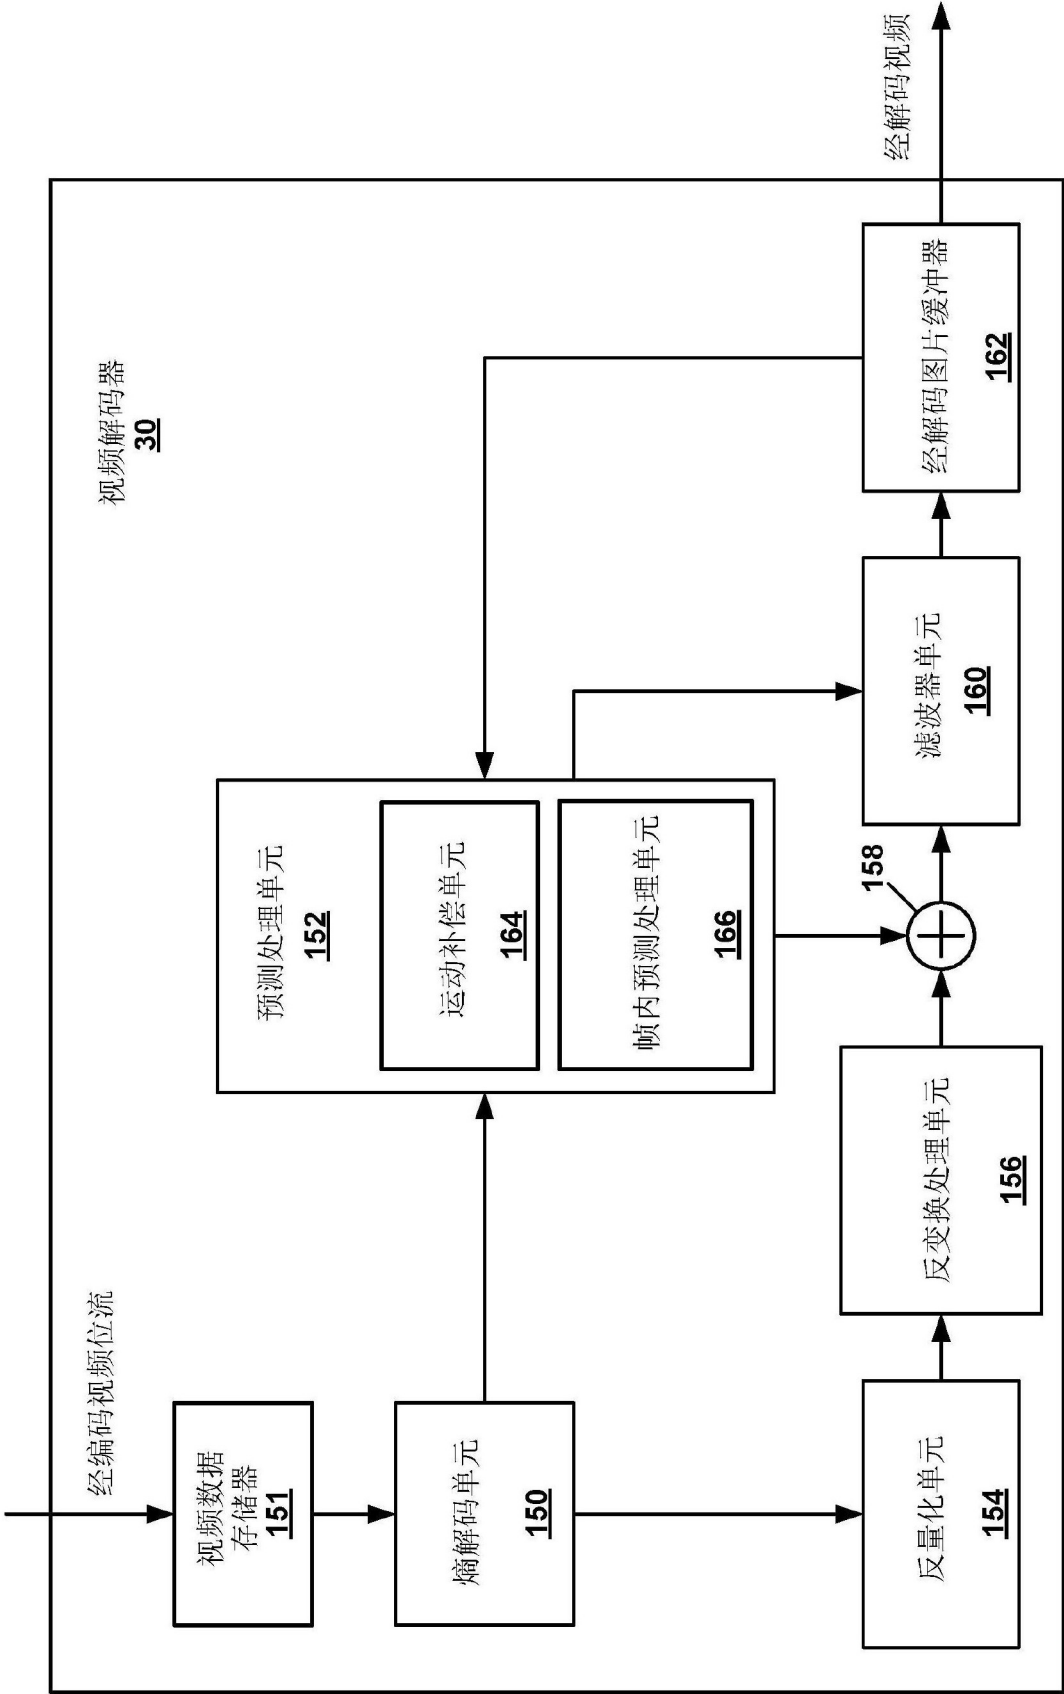 视频解码器
30
经编码视频位流
视频数据
存储器
151
熵解码单元
150
预测处理单元
152
运动补偿单元
164
帧内预测处理单元
166
反量化单元
154
反变换处理单元
156
158
滤波器单元
160
经解码图片缓冲器
162
经解码视频